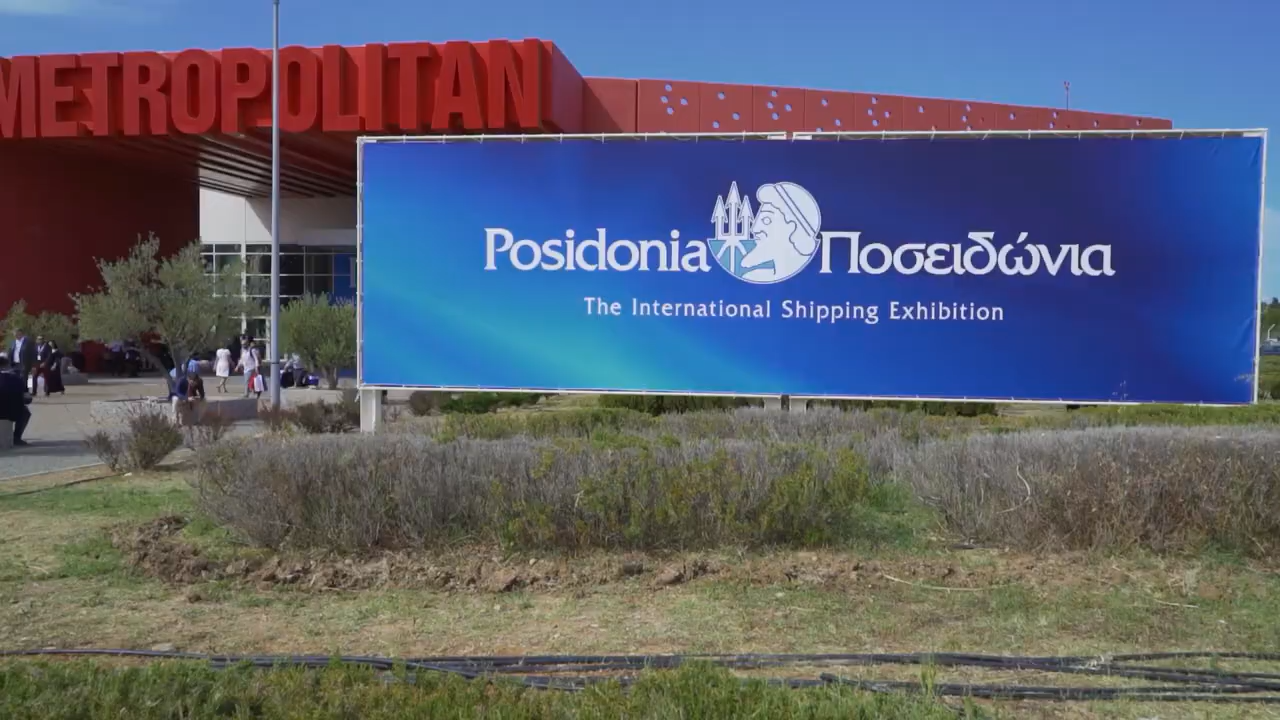 METROPOLITAN
Posidonia Ποσειδώνια
The International Shipping Exhibition